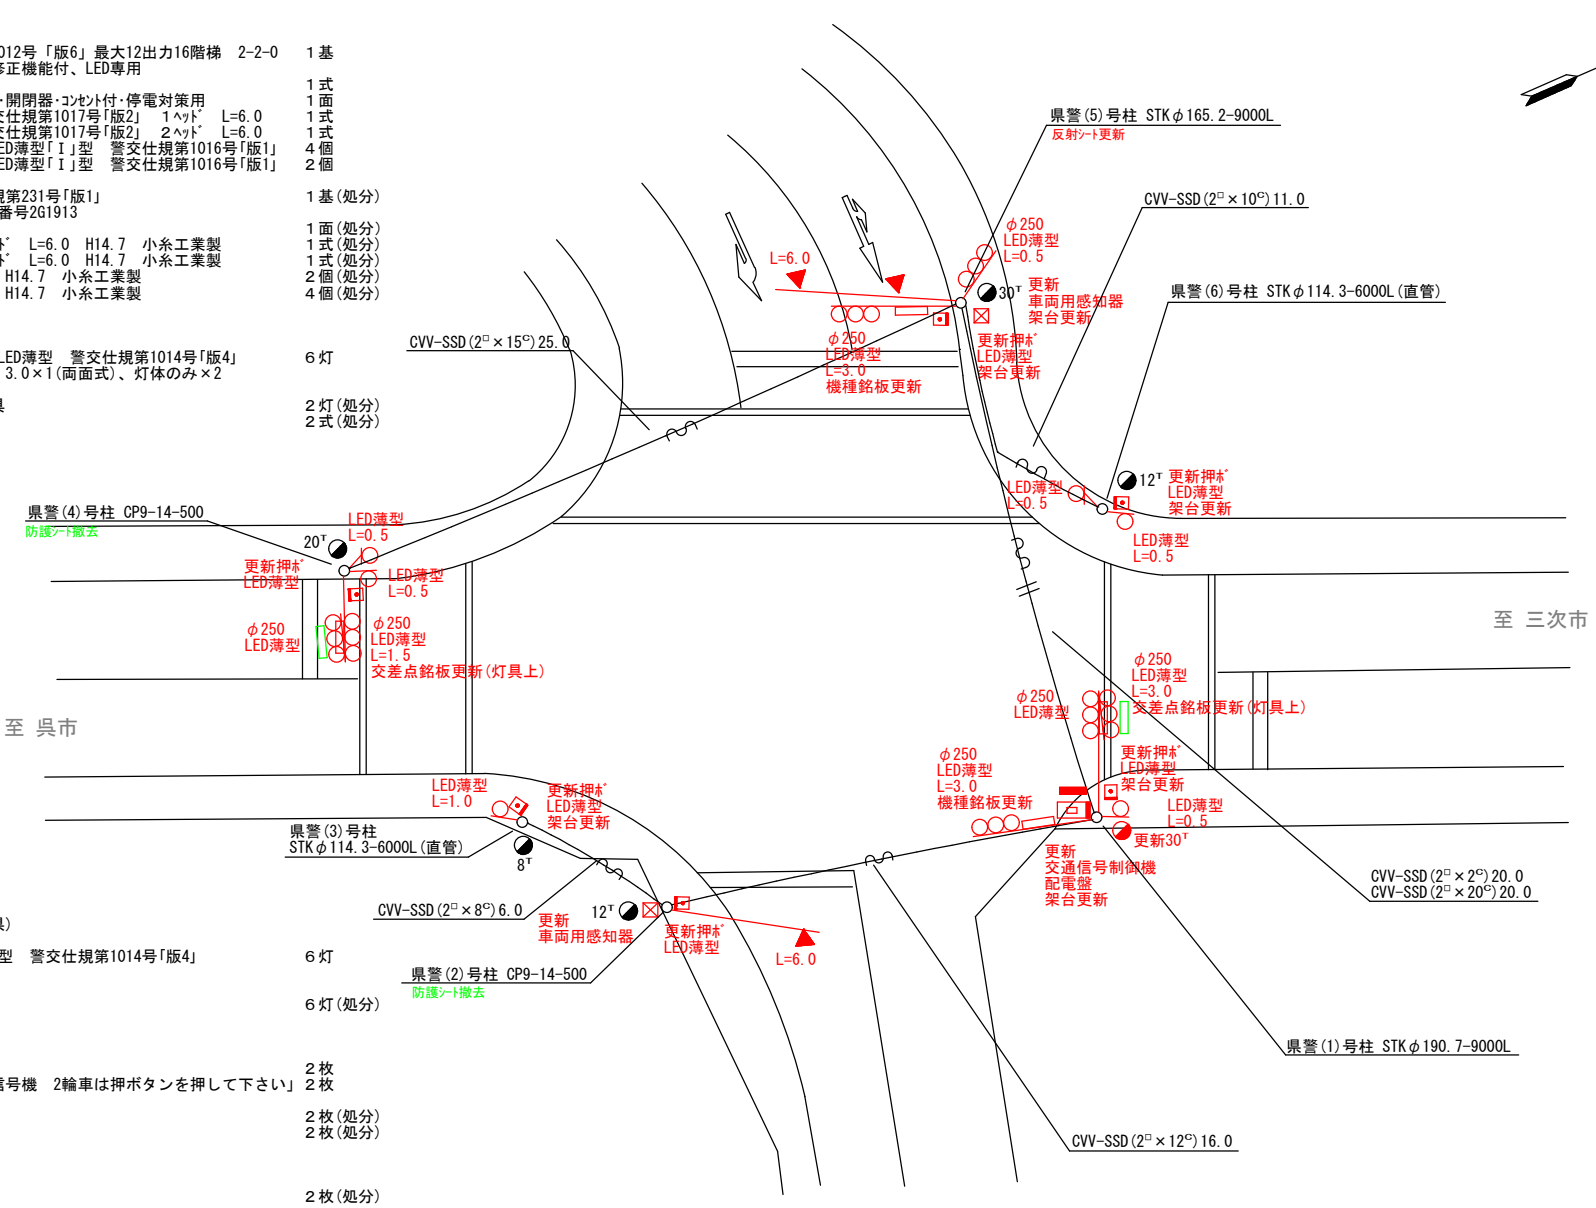 012号「版6」最大12出力16階梯　2-2-0　1基
修正機能付、LED専用
1式
・開閉器・ｺﾝｾﾝﾄ付・停電対策用　1面
交仕規第1017号「版2」　1ﾍｯﾄﾞ　L=6.0　1式
交仕規第1017号「版2」　2ﾍｯﾄﾞ　L=6.0　1式
ED薄型「Ｉ」型　警交仕規第1016号「版1」　4個
ED薄型「Ｉ」型　警交仕規第1016号「版1」　2個
規第231号「版1」　1基(処分)
番号2G1913
1面(処分)
ﾄﾞ　L=6.0　H14.7　小糸工業製　1式(処分)
ﾄﾞ　L=6.0　H14.7　小糸工業製　1式(処分)
H14.7　小糸工業製　2個(処分)
H14.7　小糸工業製　4個(処分)
LED薄型　警交仕規第1014号「版4」　6灯
3.0×1(両面式)、灯体のみ×2
具　2灯(処分)
2式(処分)
県警(5)号柱 STKφ165.2-9000L
反射ｼｰﾄ更新
CVV-SSD(2□×10C)11.0
φ250
LED薄型
L=0.5
L=6.0
30T
更新
車両用感知器
架台更新
県警(6)号柱 STKφ114.3-6000L(直管)
CVV-SSD(2□×15C)25.0
φ250
LED薄型
L=3.0
機種銘板更新
更新押ﾎﾞ
LED薄型
架台更新
LED薄型
L=0.5
12T
更新押ﾎﾞ
LED薄型
架台更新
LED薄型
L=0.5
県警(4)号柱 CP9-14-500
防護ｼｰﾄ撤去
20T
LED薄型
L=0.5
更新押ﾎﾞ
LED薄型
LED薄型
L=0.5
φ250
LED薄型
φ250
LED薄型
L=1.5
交差点銘板更新(灯具上)
至 三次市
至 呉市
φ250
LED薄型
L=3.0
交差点銘板更新(灯具上)
φ250
LED薄型
φ250
LED薄型
L=3.0
機種銘板更新
更新押ﾎﾞ
LED薄型
架台更新
LED薄型
L=0.5
更新30T
更新
交通信号制御機
配電盤
架台更新
LED薄型
L=1.0
更新押ﾎﾞ
LED薄型
架台更新
県警(3)号柱
STKφ114.3-6000L(直管)
8T
CVV-SSD(2□×8C)6.0
CVV-SSD(2□×2C)20.0
CVV-SSD(2□×20C)20.0
12T
更新
車両用感知器
更新押ﾎﾞ
LED薄型
L=6.0
県警(2)号柱 CP9-14-500
防護ｼｰﾄ撤去
具)
型　警交仕規第1014号「版4」　6灯
6灯(処分)
県警(1)号柱 STKφ190.7-9000L
2枚
信号機　2輪車は押ボタンを押して下さい」2枚
2枚(処分)
2枚(処分)
CVV-SSD(2□×12C)16.0
2枚(処分)